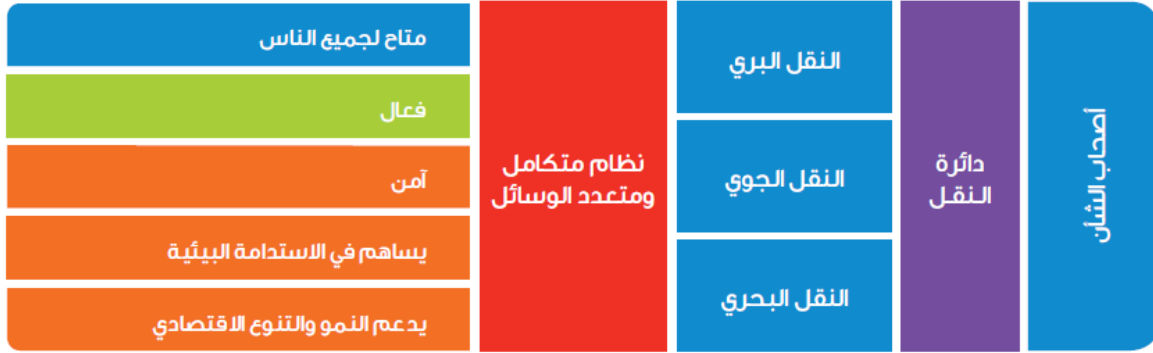 أصحاب الشأن
دائرة
النقل
النقل البري
النقل الجوي
النقل البحري
نظام متكامل
ومتعدد الوسائل
متاح لجميع الناس
فعال
آمن
يساهم في الاستدامة البيئية
يدعم النمو والتنوع الاقتصادي